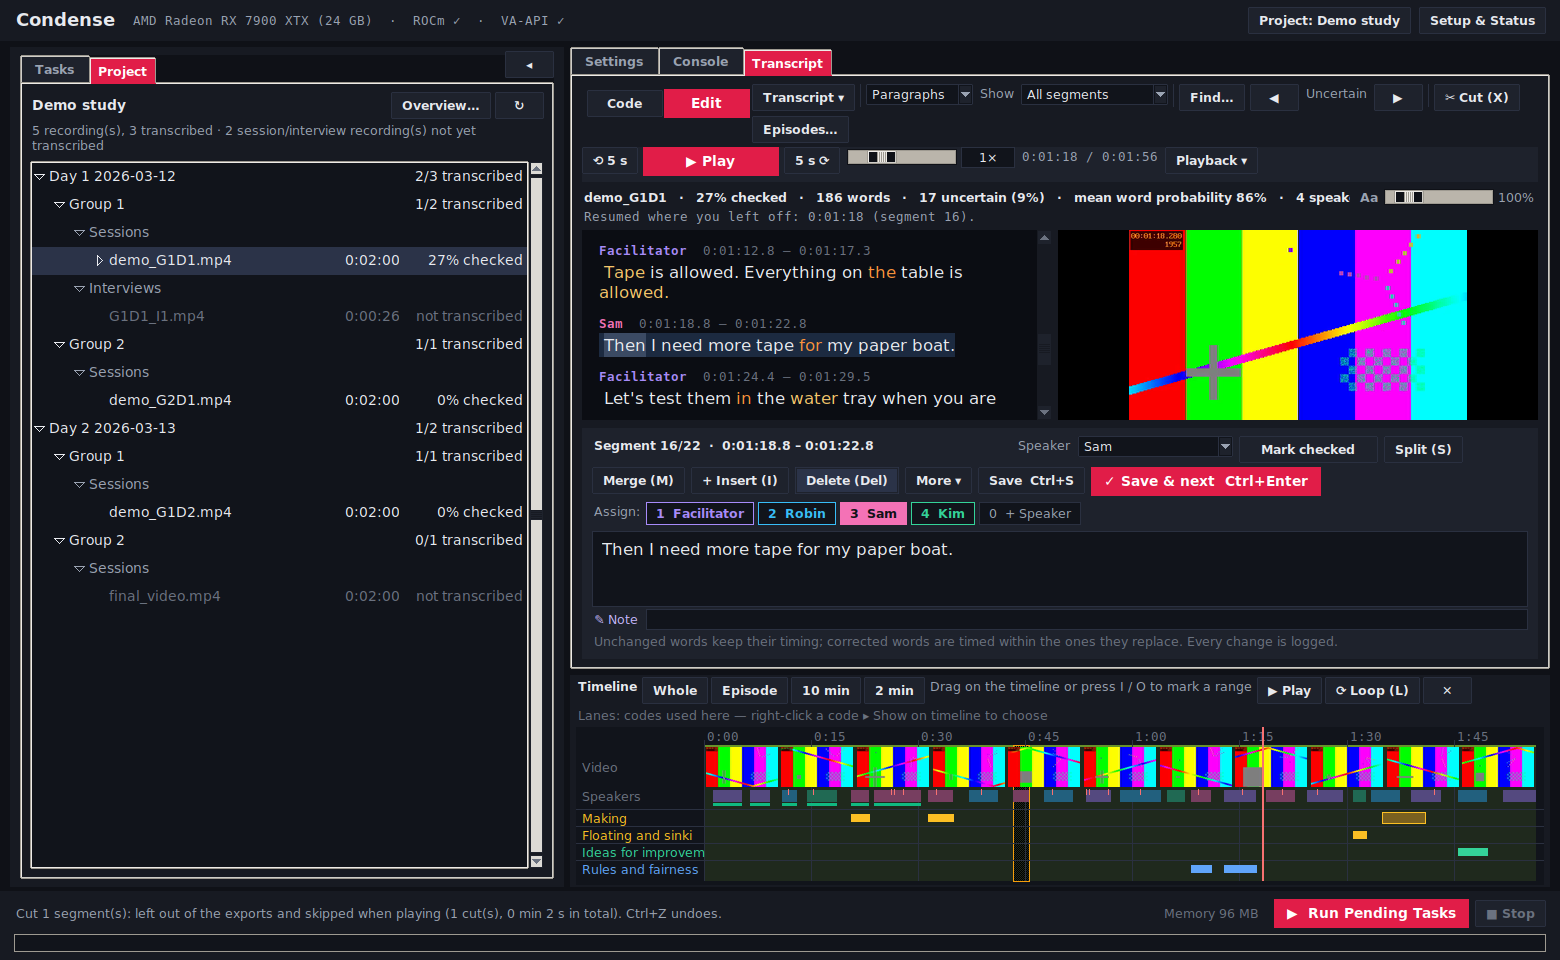 Condense AMD Radeon RX 7900 XTX (24 GB) · ROCm ✓ · VA-API ✓ Project: Demo study Setup & Status
Tasks Project ◂
Demo study Overview… ↻
5 recording(s), 3 transcribed · 2 session/interview recording(s) not yet
transcribed
Day 1 2026-03-12 2/3 transcribed
Group 1 1/2 transcribed
Sessions
demo_G1D1.mp4 0:02:00 27% checked
Interviews
G1D1_I1.mp4 0:00:26 not transcribed
Group 2 1/1 transcribed
Sessions
demo_G2D1.mp4 0:02:00 0% checked
Day 2 2026-03-13 1/2 transcribed
Group 1 1/1 transcribed
Sessions
demo_G1D2.mp4 0:02:00 0% checked
Group 2 0/1 transcribed
Sessions
final_video.mp4 0:02:00 not transcribed
Settings Console Transcript
Code Edit Transcript ▾ Paragraphs Show All segments Find… ◀ Uncertain ▶ ✂ Cut (X)
Episodes…
⟲ 5 s ▶ Play 5 s ⟳ 1× 0:01:18 / 0:01:56 Playback ▾
demo_G1D1 · 27% checked · 186 words · 17 uncertain (9%) · mean word probability 86% · 4 speak Aa 100%
Resumed where you left off: 0:01:18 (segment 16).
Facilitator 0:01:12.8 – 0:01:17.3
Tape is allowed. Everything on the table is
allowed.
Sam 0:01:18.8 – 0:01:22.8
Then I need more tape for my paper boat.
Facilitator 0:01:24.4 – 0:01:29.5
Let's test them in the water tray when you are
00:01:18.280
1957
Segment 16/22 · 0:01:18.8 – 0:01:22.8 Speaker Sam Mark checked Split (S)
Merge (M) + Insert (I) Delete (Del) More ▾ Save Ctrl+S ✓ Save & next Ctrl+Enter
Assign: 1 Facilitator 2 Robin 3 Sam 4 Kim 0 + Speaker
Then I need more tape for my paper boat.
✎ Note
Unchanged words keep their timing; corrected words are timed within the ones they replace. Every change is logged.
Timeline Whole Episode 10 min 2 min Drag on the timeline or press I / O to mark a range ▶ Play ⟳ Loop (L) ✕
Lanes: codes used here — right-click a code ▸ Show on timeline to choose
0:00 0:15 0:30 0:45 1:00 1:15 1:30 1:45
Video
Speakers
Making
Floating and sinki
Ideas for improvem
Rules and fairness
Cut 1 segment(s): left out of the exports and skipped when playing (1 cut(s), 0 min 2 s in total). Ctrl+Z undoes. Memory 96 MB ▶ Run Pending Tasks ■ Stop